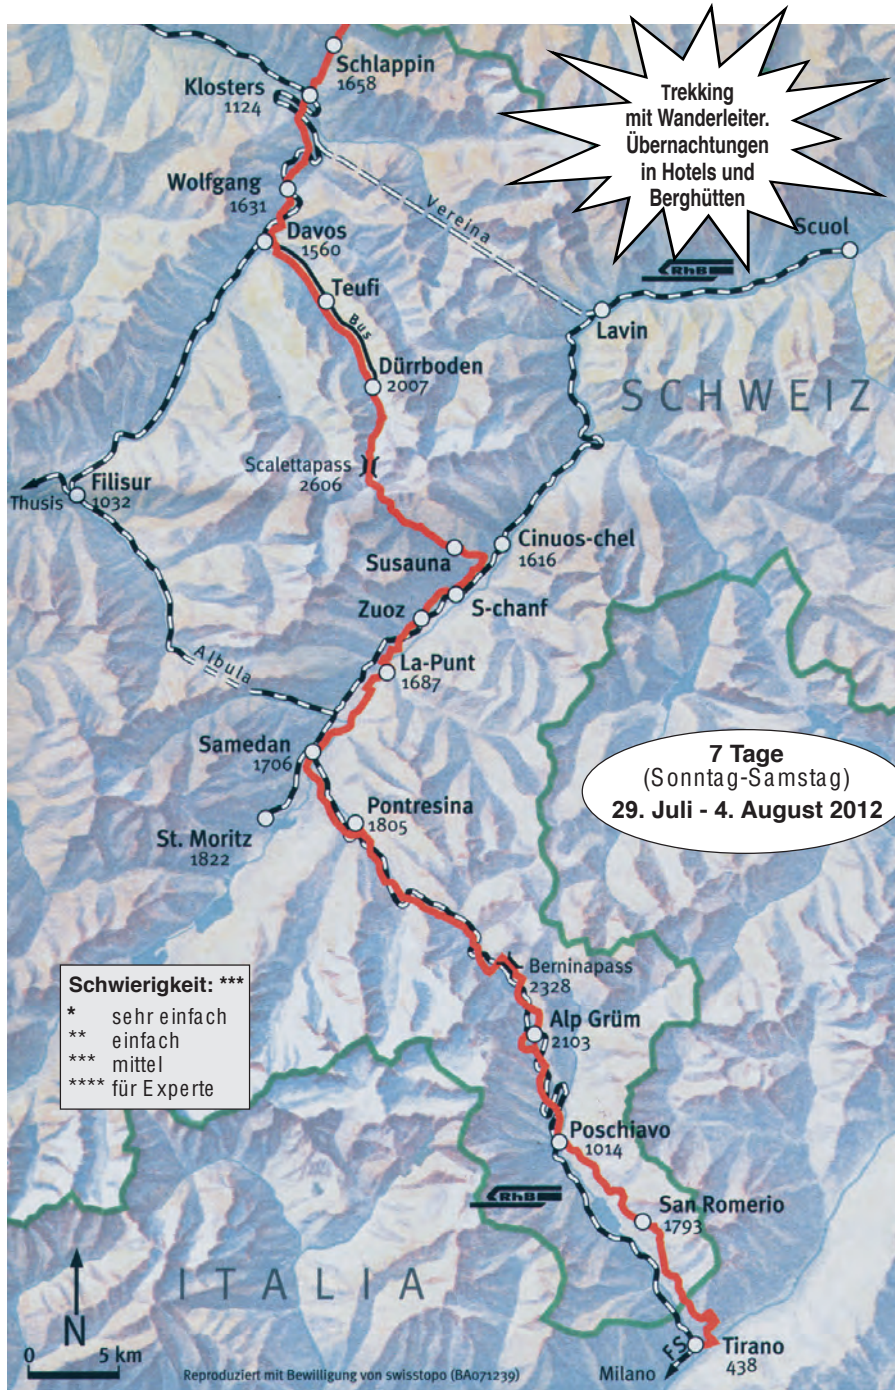 Schlappin
1658
Klosters
1124
Trekking
mit Wanderleiter.
Übernachtungen
in Hotels und
Berghütten
Wolfgang
1631
Vereina
Davos
1560
Scuol
RhB
Teufi
Bus
Lavin
Dürrboden
2007
SCHWEIZ
Scalettapass
2606
Filisur
1032
Thusis
Cinuos-chel
1616
Susauna
S-chanf
Zuoz
La-Punt
1687
Albula
Samedan
1706
7 Tage
(Sonntag-Samstag)
29. Juli - 4. August 2012
Pontresina
1805
St. Moritz
1822
Berninapass
2328
Schwierigkeit: ***
* sehr einfach
** einfach
*** mittel
**** für Experte
Alp Grüm
2103
Poschiavo
1014
RhB
San Romerio
1793
ITALIA
N
0 5 km
F.S.
Tirano
438
Milano
Reproduziert mit Bewilligung von swisstopo (BA071239)